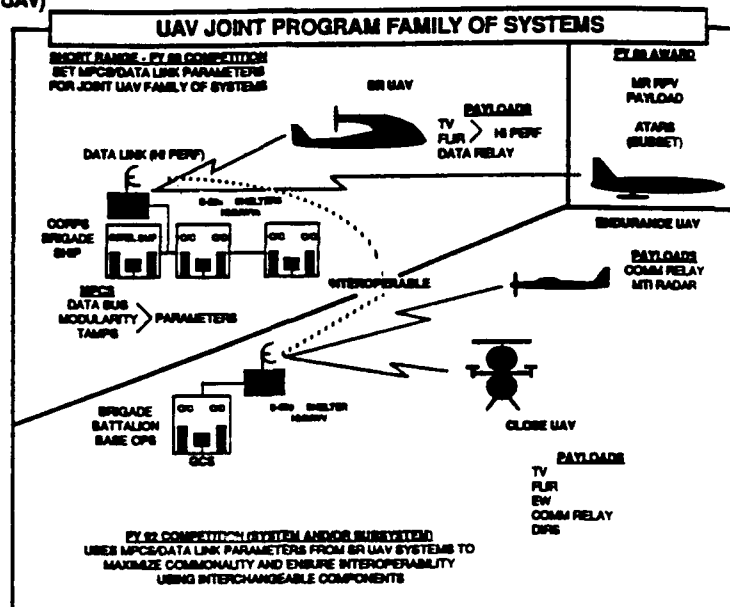 UAV)
UAV JOINT PROGRAM FAMILY OF SYSTEMS
SHORT RANGE - FY 88 COMPETITION
SET MPCS/DATA LINK PARAMETERS
FOR JOINT UAV FAMILY OF SYSTEMS
SR UAV
PAYLOADS
TV
FLIR
HI PERF
DATA RELAY
FY 88 AWARD
MR RPV
PAYLOAD
ATARS
(SUBSET)
DATA LINK (HI PERF)
SHELTERS
CORPS
BRIGADE
SHIP
C/C C/C
C/C C/C
MPCS
DATA BUS
MODULARITY
TAMPS
PARAMETERS
INTEROPERABLE
ENDURANCE UAV
PAYLOADS
COMM RELAY
MTI RADAR
BRIGADE
BATTALION
BASE OPS
C/C C/C
GCS
SHELTER
CLOSE UAV
PAYLOADS
TV
FLIR
EW
COMM RELAY
DIRS
FY 92 COMPETITION (SYSTEM AND/OR SUBSYSTEM)
USES MPCS/DATA LINK PARAMETERS FROM SR UAV SYSTEMS TO
MAXIMIZE COMMONALITY AND ENSURE INTEROPERABILITY
USING INTERCHANGEABLE COMPONENTS